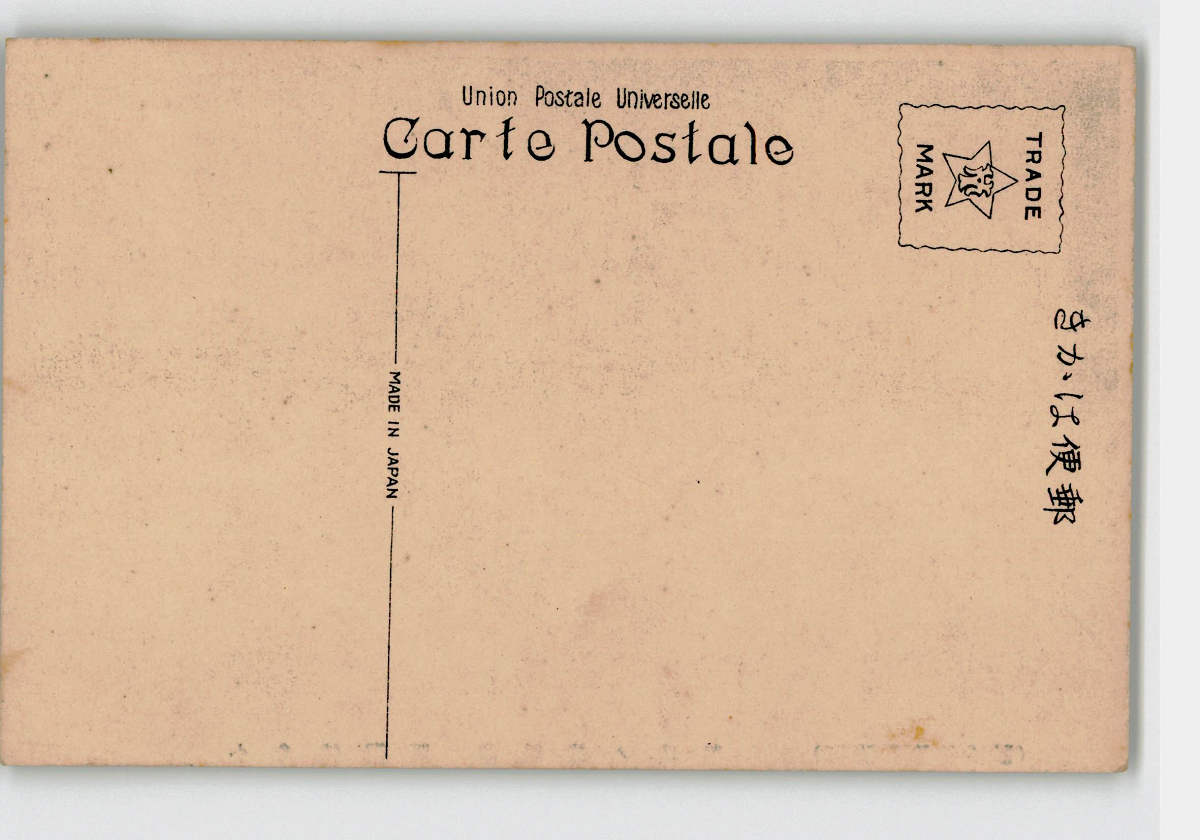 Union Postale Universelle
Carte Postale
TRADE
MARK
きかは便郵
MADE IN JAPAN